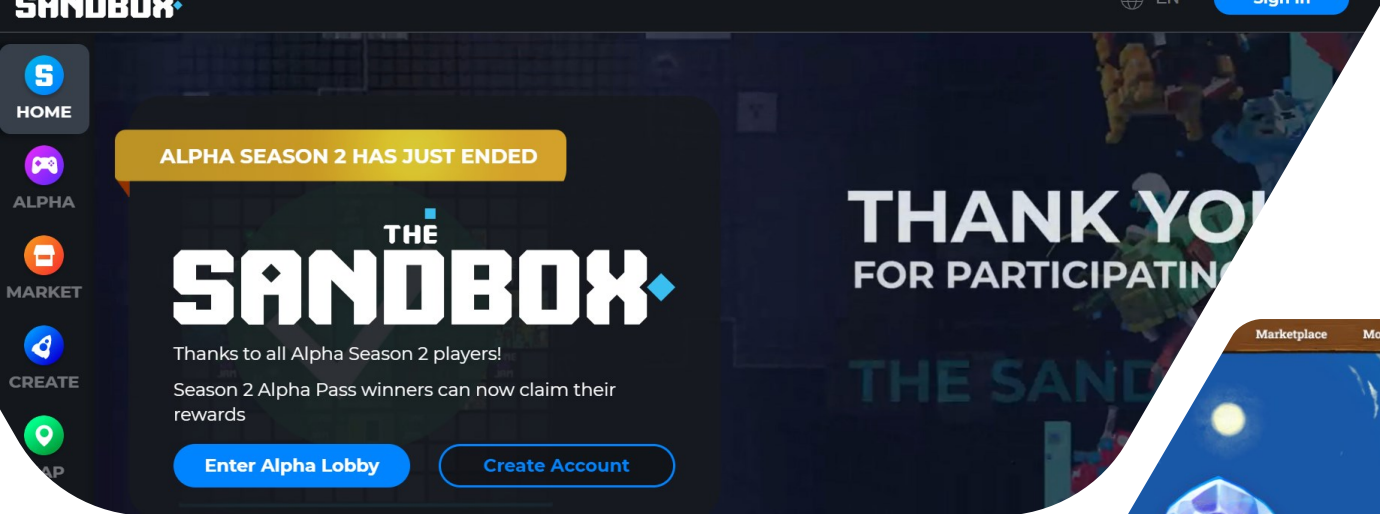 SANDBOX
EN
Sign In
HOME
ALPHA
MARKET
CREATE
ALPHA SEASON 2 HAS JUST ENDED
THE
SANDBOX
Thanks to all Alpha Season 2 players!
Season 2 Alpha Pass winners can now claim their
rewards
Enter Alpha Lobby
Create Account
THANK YOU
FOR PARTICIPATING
THE SAND
Marketplace